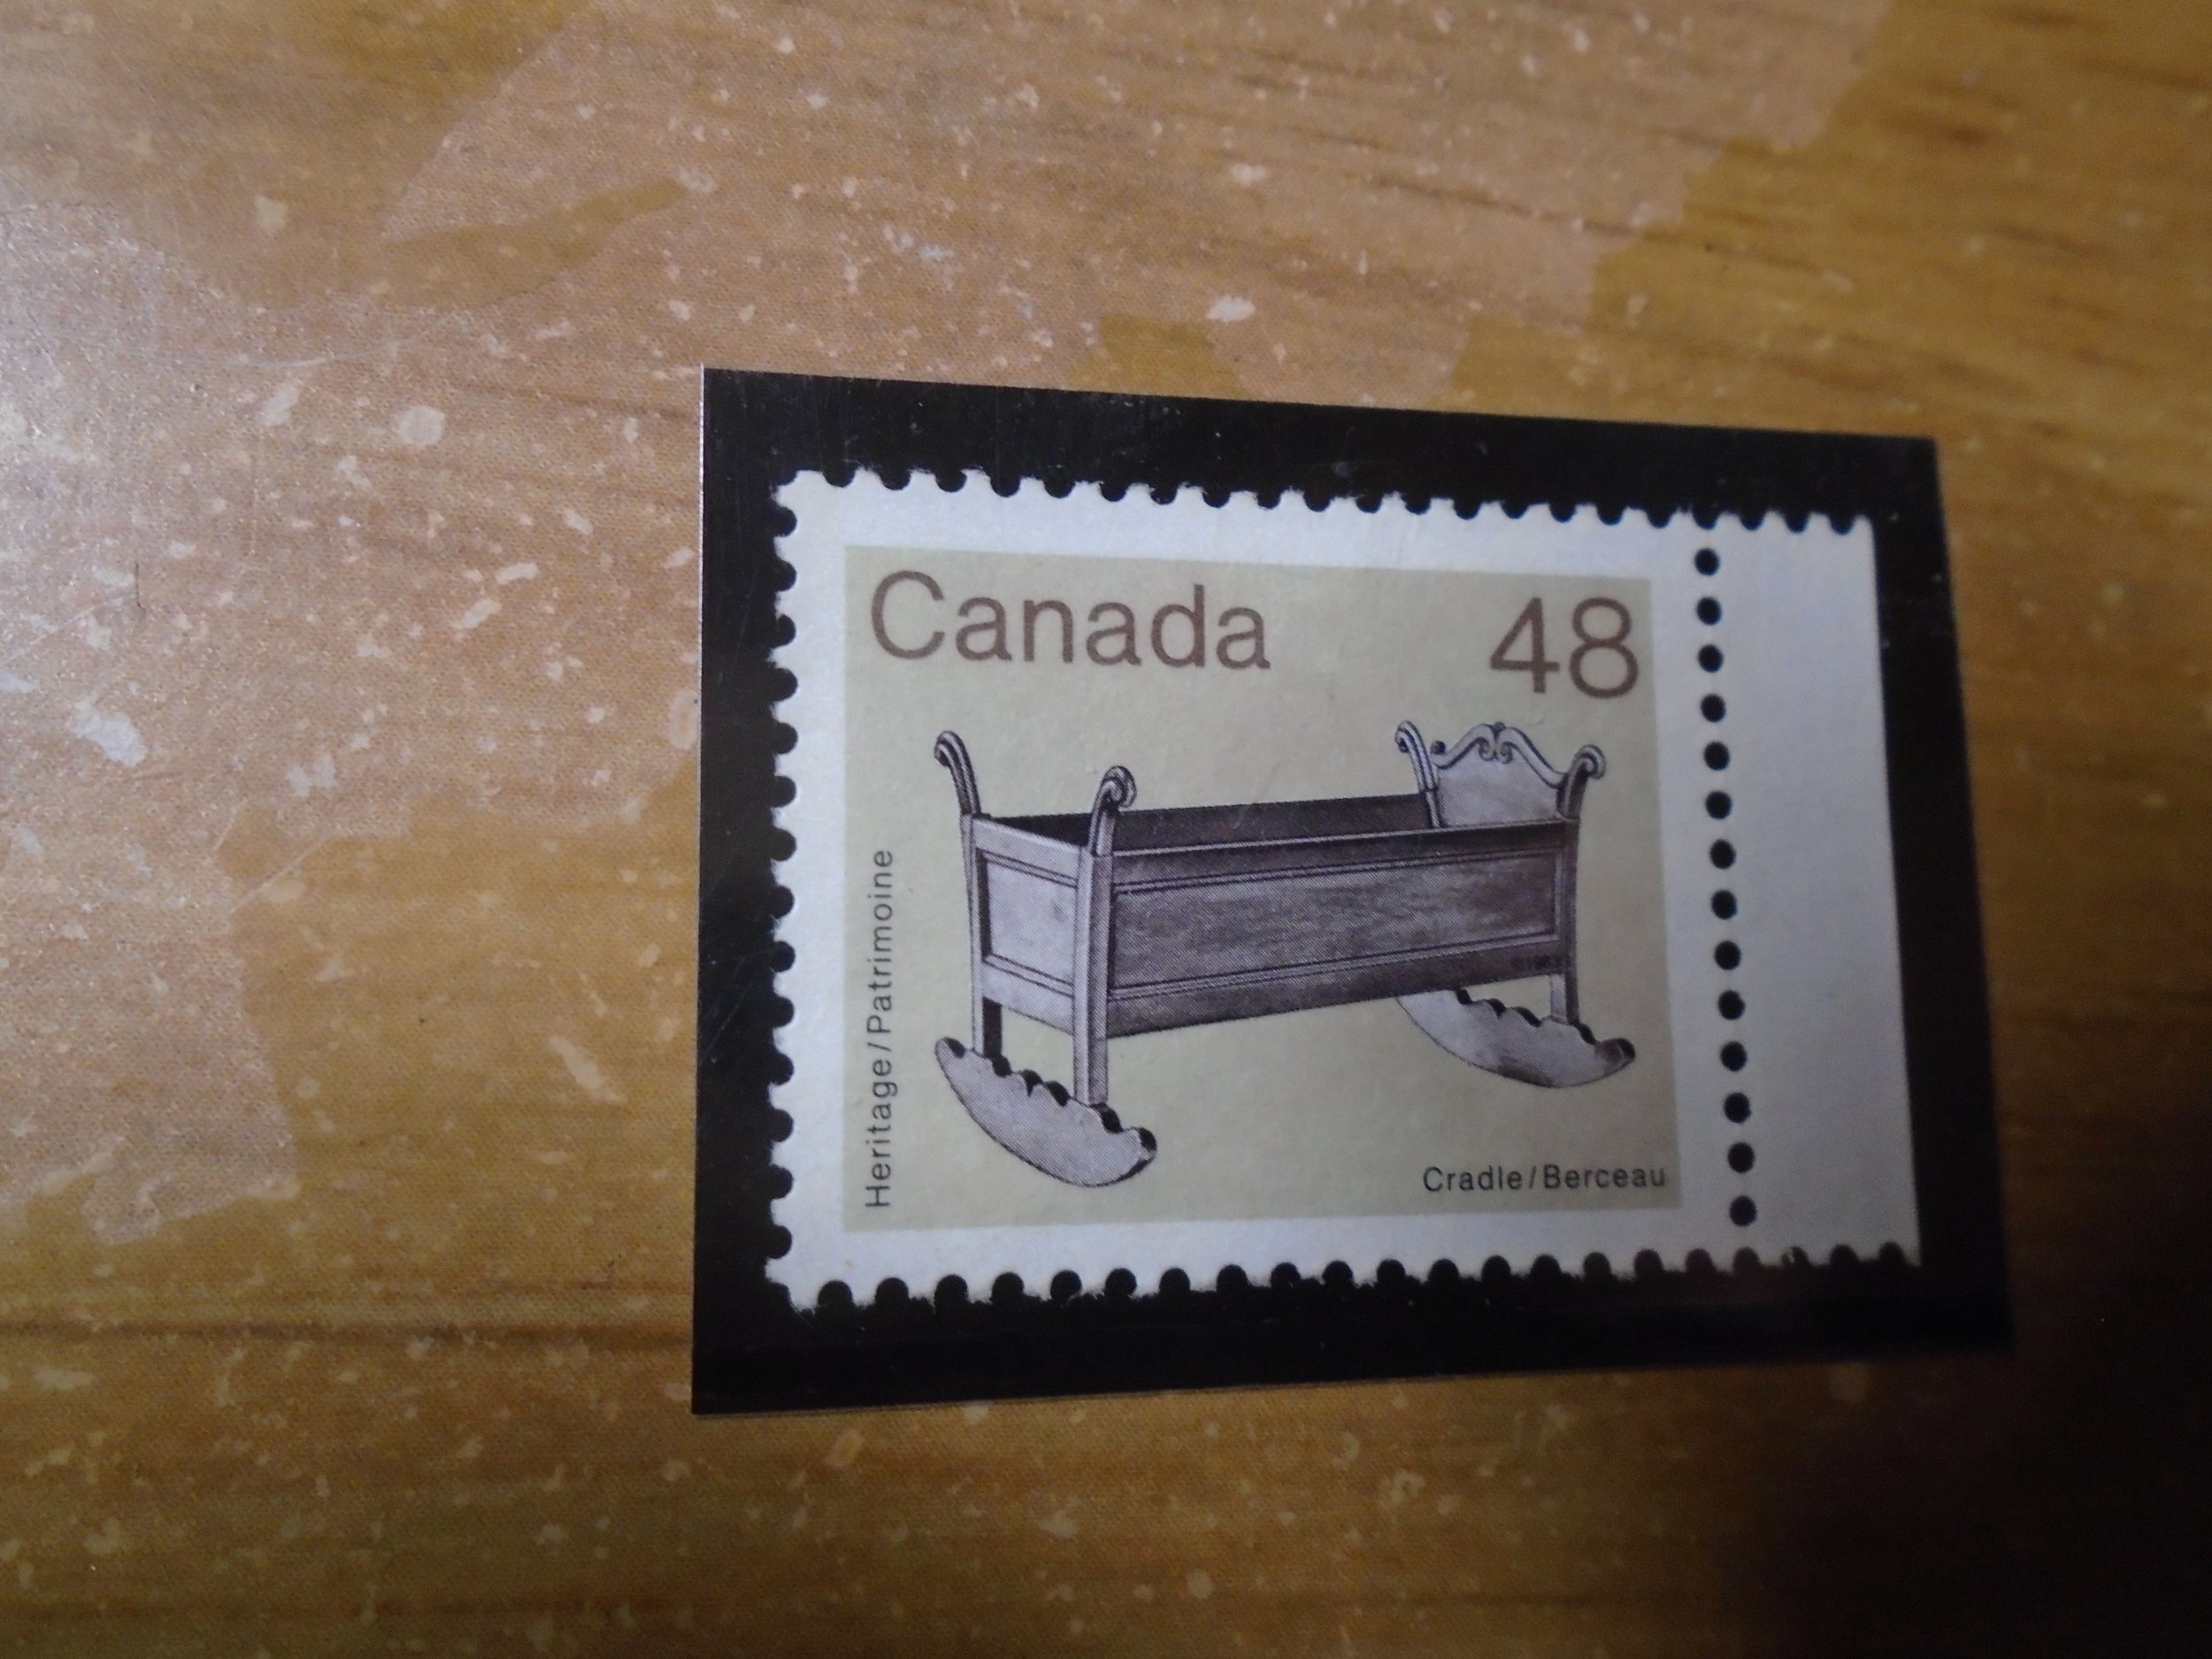 Canada 48
Heritage/Patrimoine
Cradle/Berceau